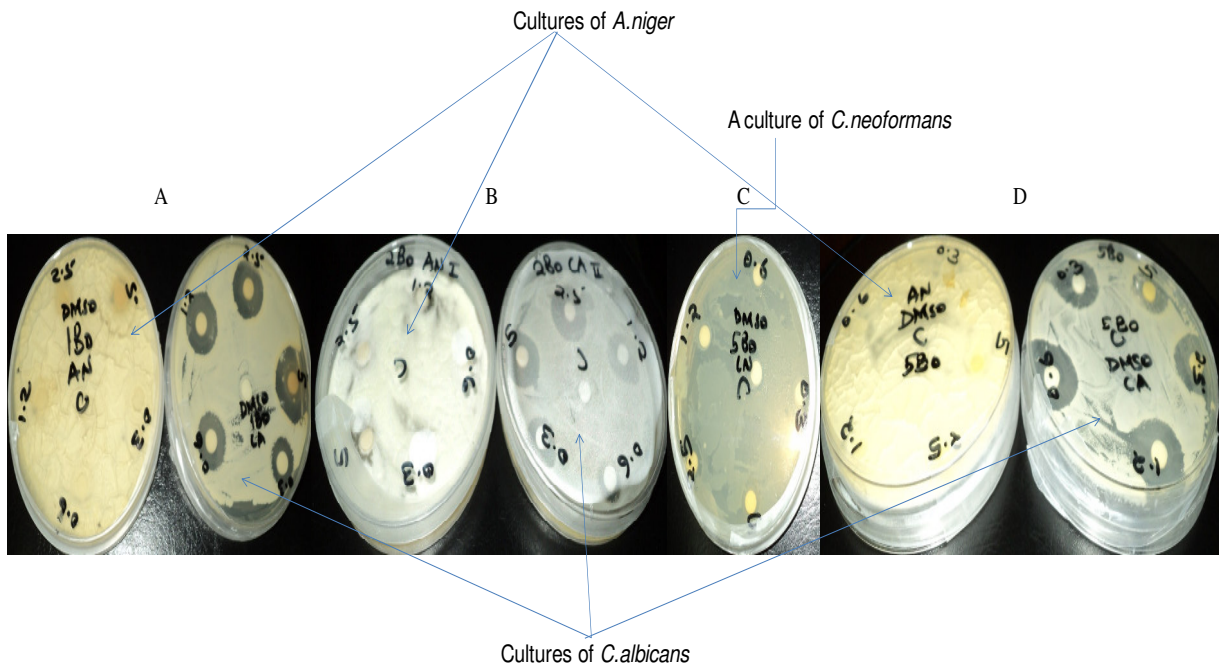 Cultures of A.niger
A culture of C.neoformans
A
B
C
D
2.5
5
DMSO
1BO
AN
C
1.2
0.3
0.6
2.5
1.2
5
DMSO
1BO
CA
0.6
2BO AN I
1.2
2.5
C
0.6
5
0.3
2BO CA II
2.5
1.2
5
0.3
0.6
0.6
1.2
DMSO
5BO
C
2.5
0.3
0.6
AN
DMSO
C
5BO
5
1.2
2.5
5BO
0.3
5
5BO
C
DMSO
CA
0.6
2.5
1.2
Cultures of C.albicans